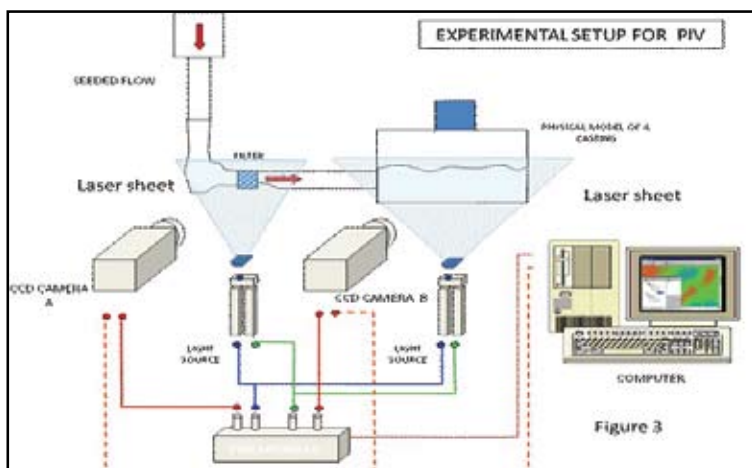 EXPERIMENTAL SETUP FOR PIV
SEEDED FLOW
PHYSICAL MODEL OF A
CASTING
FILTER
Laser sheet
Laser sheet
CCD CAMERA
A
CCD CAMERA B
LIGHT
SOURCE
LIGHT
SOURCE
COMPUTER
Figure 3